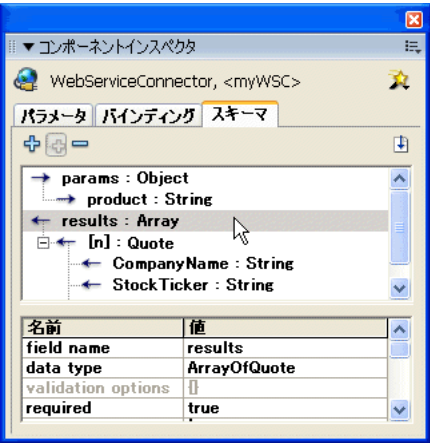 ▼ コンポーネントインスペクタ
WebServiceConnector, <myWSC>
パラメータ バインディング スキーマ
params : Object
product : String
results : Array
[n] : Quote
CompanyName : String
StockTicker : String
名前 値
field name results
data type ArrayOfQuote
validation options {}
required true